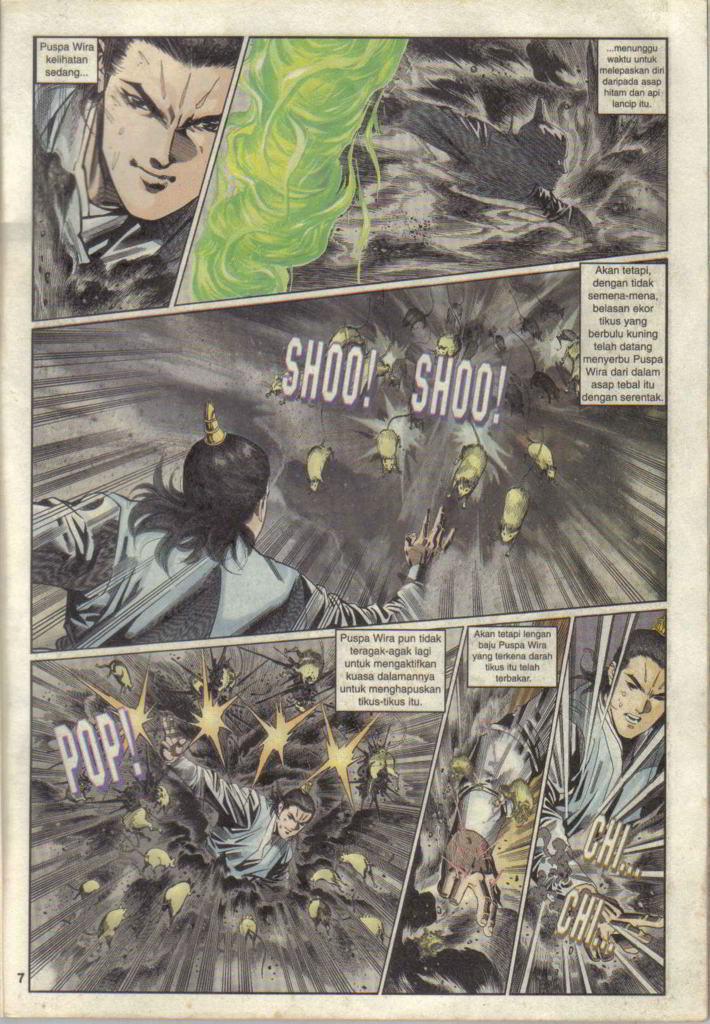 Puspa Wira
kelihatan
sedang...
...menunggu
waktu untuk
melepaskan diri
daripada asap
hitam dan api
lancip itu.
Akan tetapi,
dengan tidak
semena-mena,
belasan ekor
tikus yang
berbulu kuning
telah datang
menyerbu Puspa
Wira dari dalam
asap tebal itu
dengan serentak.
SHOO!
SHOO!
Puspa Wira pun tidak
teragak-agak lagi
untuk mengaktifkan
kuasa dalamannya
untuk menghapuskan
tikus-tikus itu.
POP!
Akan tetapi lengan
baju Puspa Wira
yang terkena darah
tikus itu telah
terbakar.
CHI...
CHI...
7